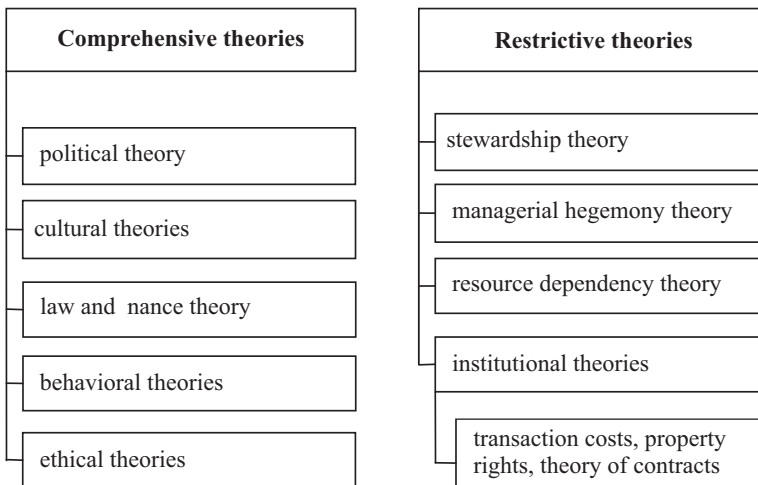 Comprehensive theories
political theory
cultural theories
law and nance theory
behavioral theories
ethical theories
Restrictive theories
stewardship theory
managerial hegemony theory
resource dependency theory
institutional theories
transaction costs, property
rights, theory of contracts